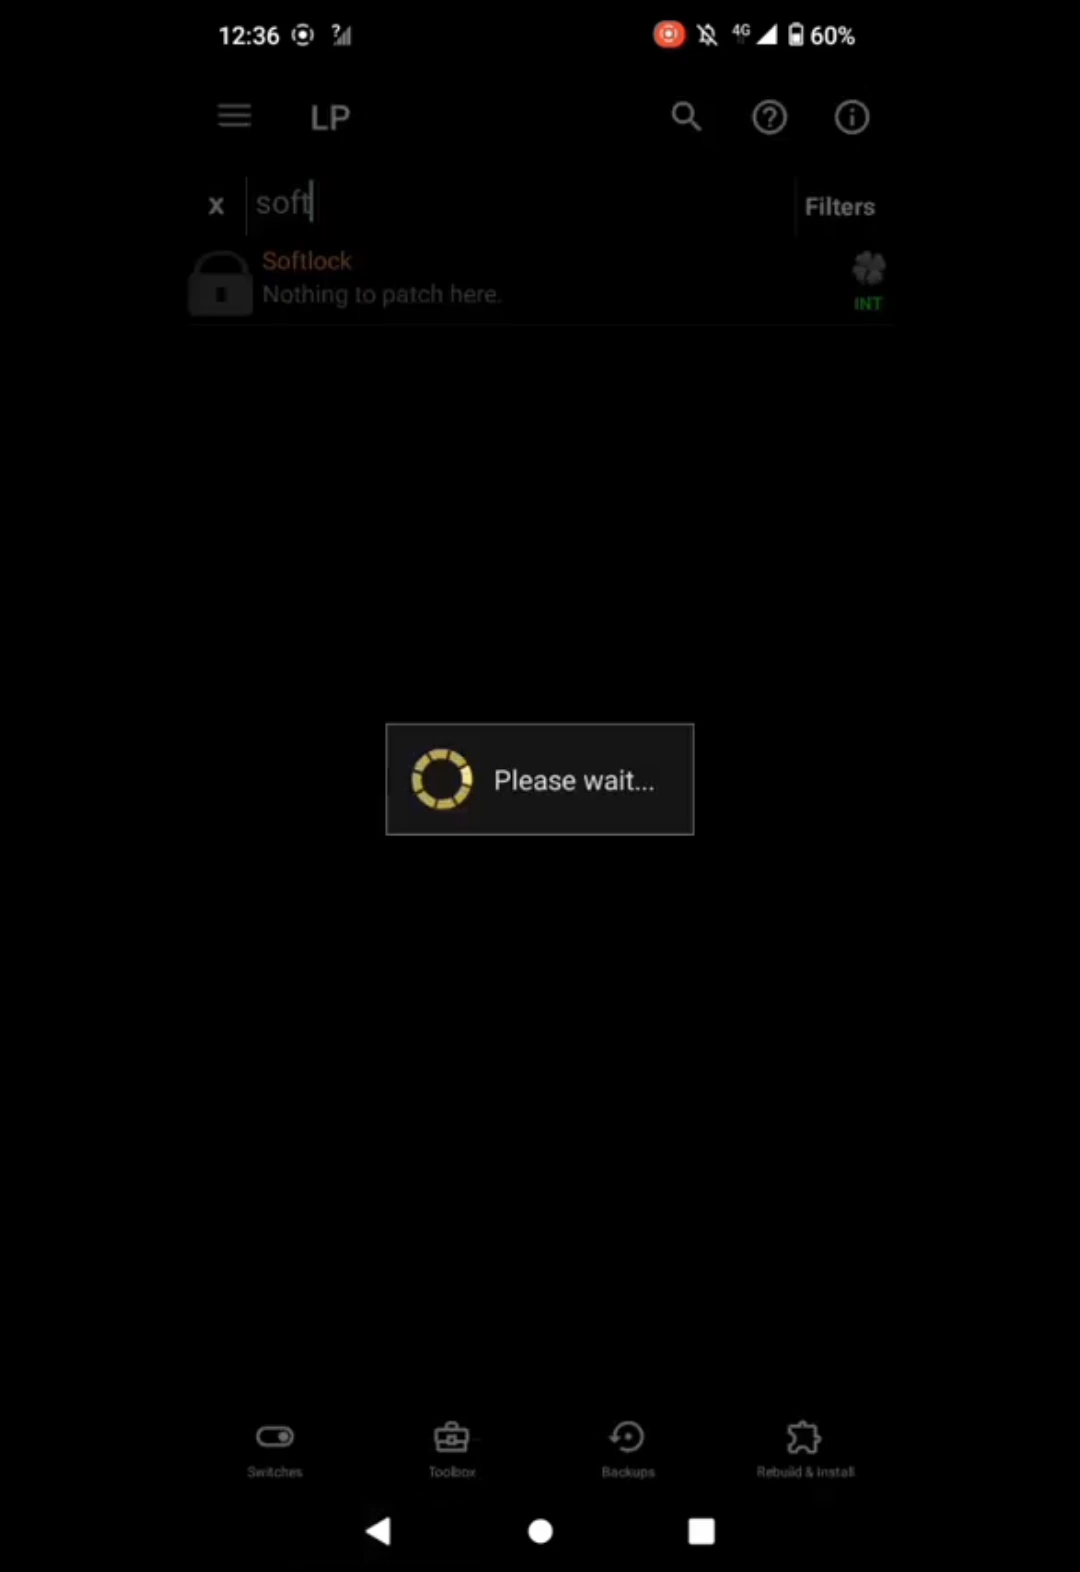 12:36 ? 4G 60%
LP
x soft Filters
Softlock
Nothing to patch here.
INT
Please wait...
Switches Toolbox Backups Rebuild & Install